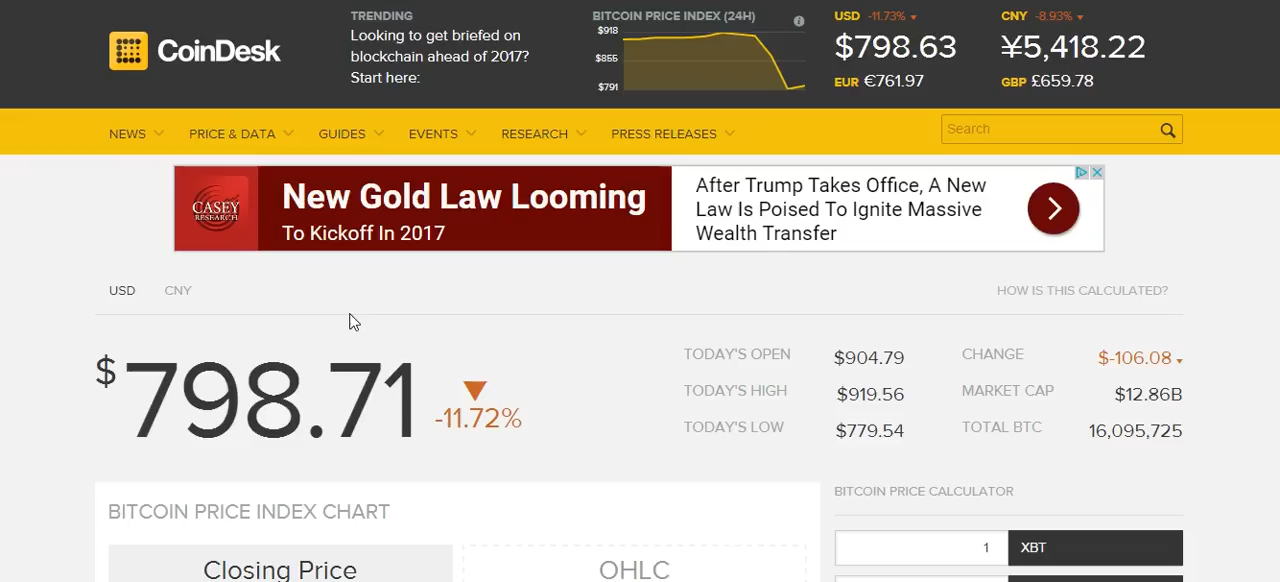 CoinDesk
TRENDING
Looking to get briefed on
blockchain ahead of 2017?
Start here:
BITCOIN PRICE INDEX (24H)
$918
$855
$791
USD -11.73%
$798.63
EUR €761.97
CNY -8.93%
¥5,418.22
GBP £659.78
NEWS PRICE & DATA GUIDES EVENTS RESEARCH PRESS RELEASES
Search
CASEY
RESEARCH
New Gold Law Looming
To Kickoff In 2017
After Trump Takes Office, A New
Law Is Poised To Ignite Massive
Wealth Transfer
USD CNY
HOW IS THIS CALCULATED?
$798.71
-11.72%
TODAY'S OPEN $904.79
TODAY'S HIGH $919.56
TODAY'S LOW $779.54
CHANGE $-106.08
MARKET CAP $12.86B
TOTAL BTC 16,095,725
BITCOIN PRICE INDEX CHART
Closing Price
OHLC
BITCOIN PRICE CALCULATOR
1 XBT